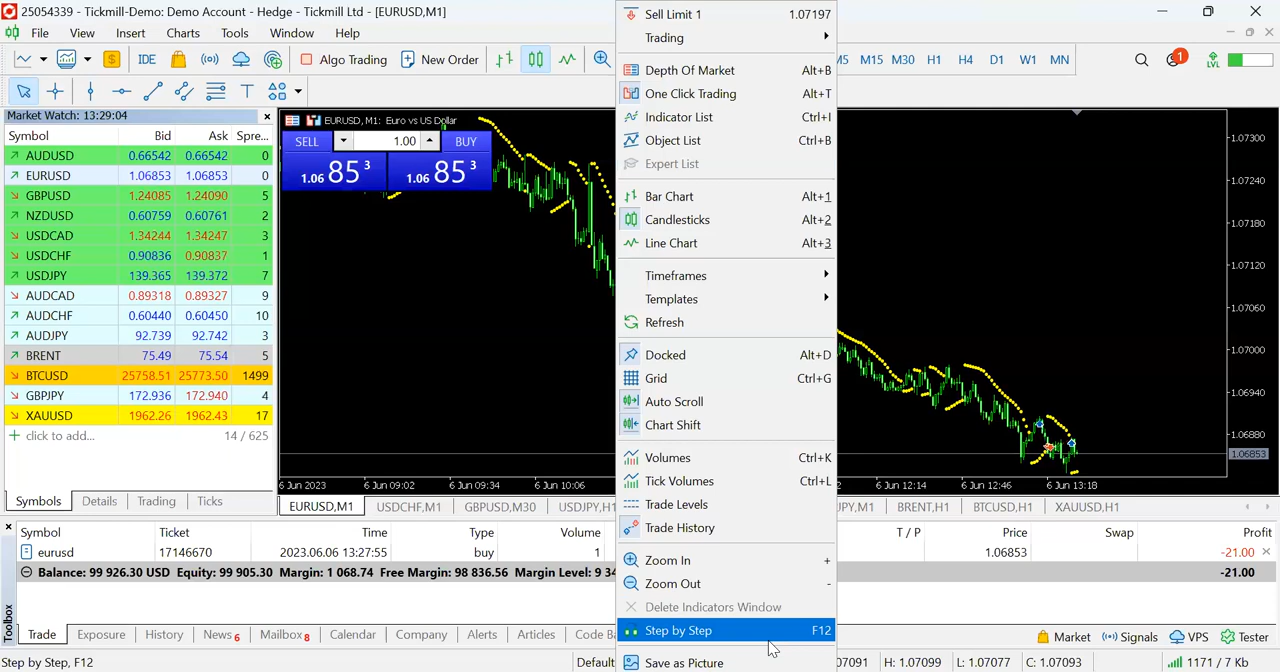 25054339 - Tickmill-Demo: Demo Account - Hedge - Tickmill Ltd - [EURUSD,M1]
File View Insert Charts Tools Window Help
IDE Algo Trading New Order M5 M15 M30 H1 H4 D1 W1 MN 1 LVL
Market Watch: 13:29:04
Symbol Bid Ask Spre...
AUDUSD 0.66542 0.66542 0
EURUSD 1.06853 1.06853 0
GBPUSD 1.24085 1.24090 5
NZDUSD 0.60759 0.60761 2
USDCAD 1.34244 1.34247 3
USDCHF 0.90836 0.90837 1
USDJPY 139.365 139.372 7
AUDCAD 0.89318 0.89327 9
AUDCHF 0.60440 0.60450 10
AUDJPY 92.739 92.742 3
BRENT 75.49 75.54 5
BTCUSD 25758.51 25773.50 1499
GBPJPY 172.936 172.940 4
XAUUSD 1962.26 1962.43 17
click to add... 14 / 625
Symbols Details Trading Ticks
EURUSD, M1: Euro vs US Dollar
SELL 1.00 BUY
1.06 85 3 1.06 85 3
1.07300
1.07240
1.07180
1.07120
1.07060
1.07000
1.06940
1.06880
1.06853
6 Jun 2023 6 Jun 09:02 6 Jun 09:34 6 Jun 10:06 6 Jun 12:14 6 Jun 12:46 6 Jun 13:18
EURUSD,M1 USDCHF,M1 GBPUSD,M30 USDJPY,H1 BRENT,H1 BTCUSD,H1 XAUUSD,H1
Sell Limit 1 1.07197
Trading
Depth Of Market Alt+B
One Click Trading Alt+T
Indicator List Ctrl+I
Object List Ctrl+B
Expert List
Bar Chart Alt+1
Candlesticks Alt+2
Line Chart Alt+3
Timeframes
Templates
Refresh
Docked Alt+D
Grid Ctrl+G
Auto Scroll
Chart Shift
Volumes Ctrl+K
Tick Volumes Ctrl+L
Trade Levels
Trade History
Zoom In +
Zoom Out -
Delete Indicators Window
Step by Step F12
Save as Picture
Symbol Ticket Time Type Volume T / P Price Swap Profit
eurusd 17146670 2023.06.06 13:27:55 buy 1 1.06853 -21.00
Balance: 99 926.30 USD Equity: 99 905.30 Margin: 1 068.74 Free Margin: 98 836.56 Margin Level: 9 34 -21.00
Toolbox
Trade Exposure History News 6 Mailbox 8 Calendar Company Alerts Articles Code Ba Market Signals VPS Tester
Step by Step, F12 Default 07091 H: 1.07099 L: 1.07077 C: 1.07093 1171 / 7 Kb